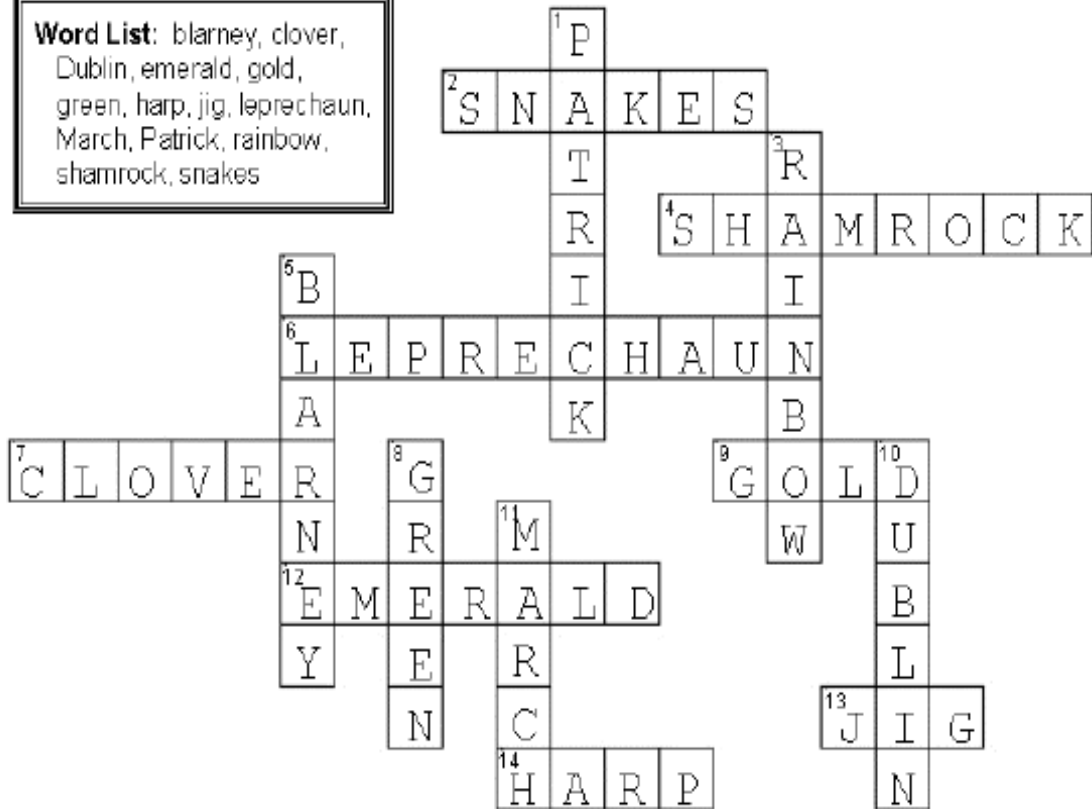 Word List: blarney, clover,
Dublin, emerald, gold,
green, harp, jig, leprechaun,
March, Patrick, rainbow,
shamrock, snakes
1 P
2 S N A K E S
T 3 R
R 4 S H A M R O C K
5 B I I
6 L E P R E C H A U N
A K B
7 C L O V E R 8 G 9 G O L 10 D
N R 11 M W U
12 E M E R A L D B
Y E R L
N C 13 J I G
14 H A R P N